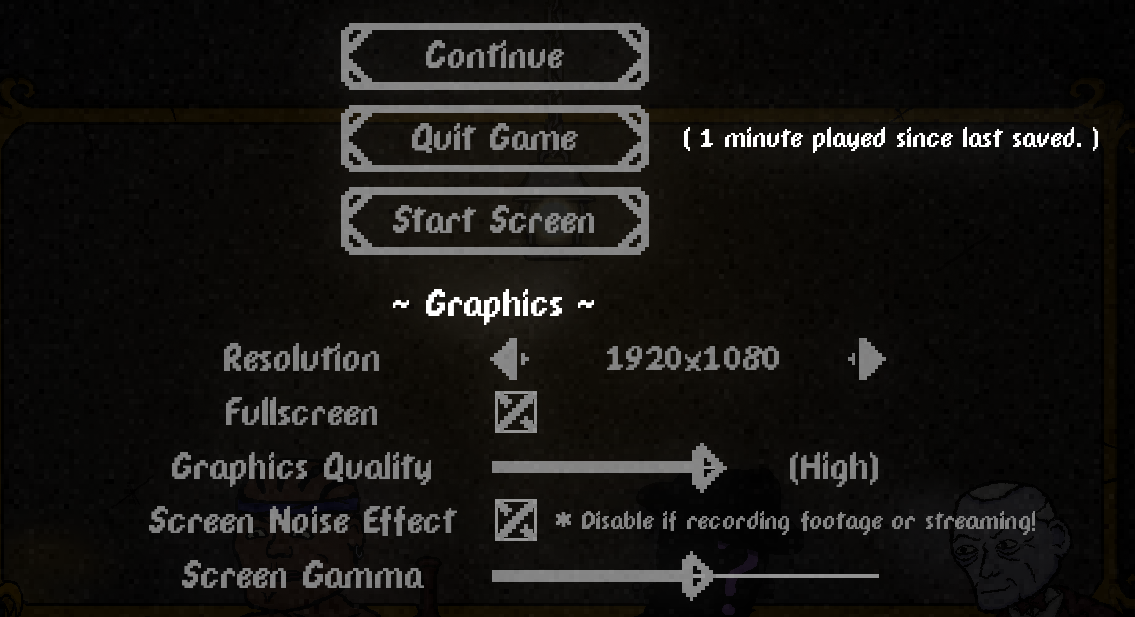 Continue
Quit Game ( 1 minute played since last saved. )
Start Screen
~ Graphics ~
Resolution 1920x1080
Fullscreen
Graphics Quality (High)
Screen Noise Effect * Disable if recording footage or streaming!
Screen Gamma